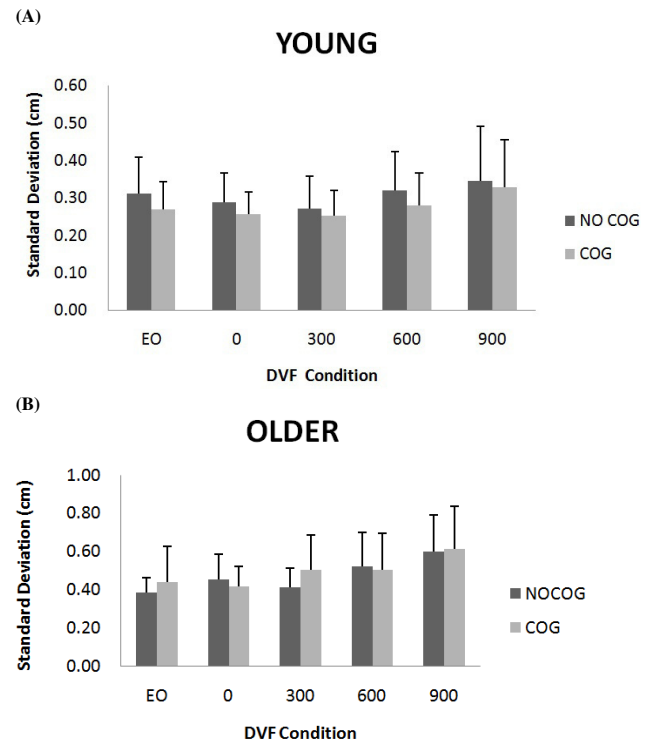 (A)
YOUNG
Standard Deviation (cm)
0.60
0.50
0.40
0.30
0.20
0.10
0.00
EO 0 300 600 900
DVF Condition
NO COG
COG
(B)
OLDER
Standard Deviation (cm)
1.00
0.80
0.60
0.40
0.20
0.00
EO 0 300 600 900
DVF Condition
NOCOG
COG